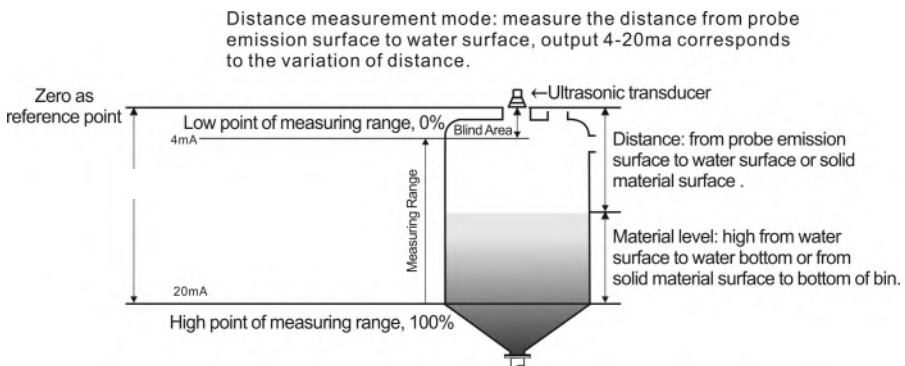 Distance measurement mode: measure the distance from probe
emission surface to water surface, output 4-20ma corresponds
to the variation of distance.
Zero as
reference point
←Ultrasonic transducer
Low point of measuring range, 0%
Blind Area
4mA
Distance: from probe emission
surface to water surface or solid
material surface .
Measuring Range
Material level: high from water
surface to water bottom or from
solid material surface to bottom of bin.
20mA
High point of measuring range, 100%